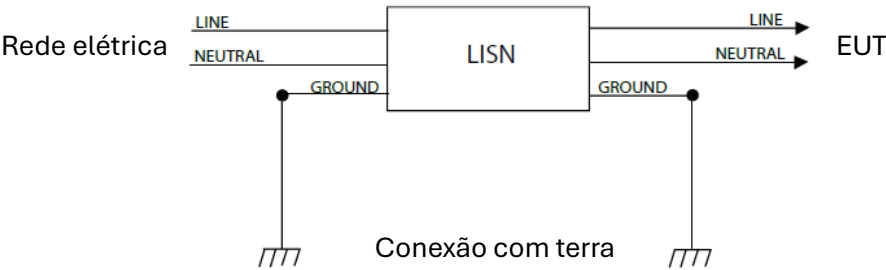 LINE
LINE
Rede elétrica
NEUTRAL
LISN
NEUTRAL
EUT
GROUND
GROUND
Conexão com terra